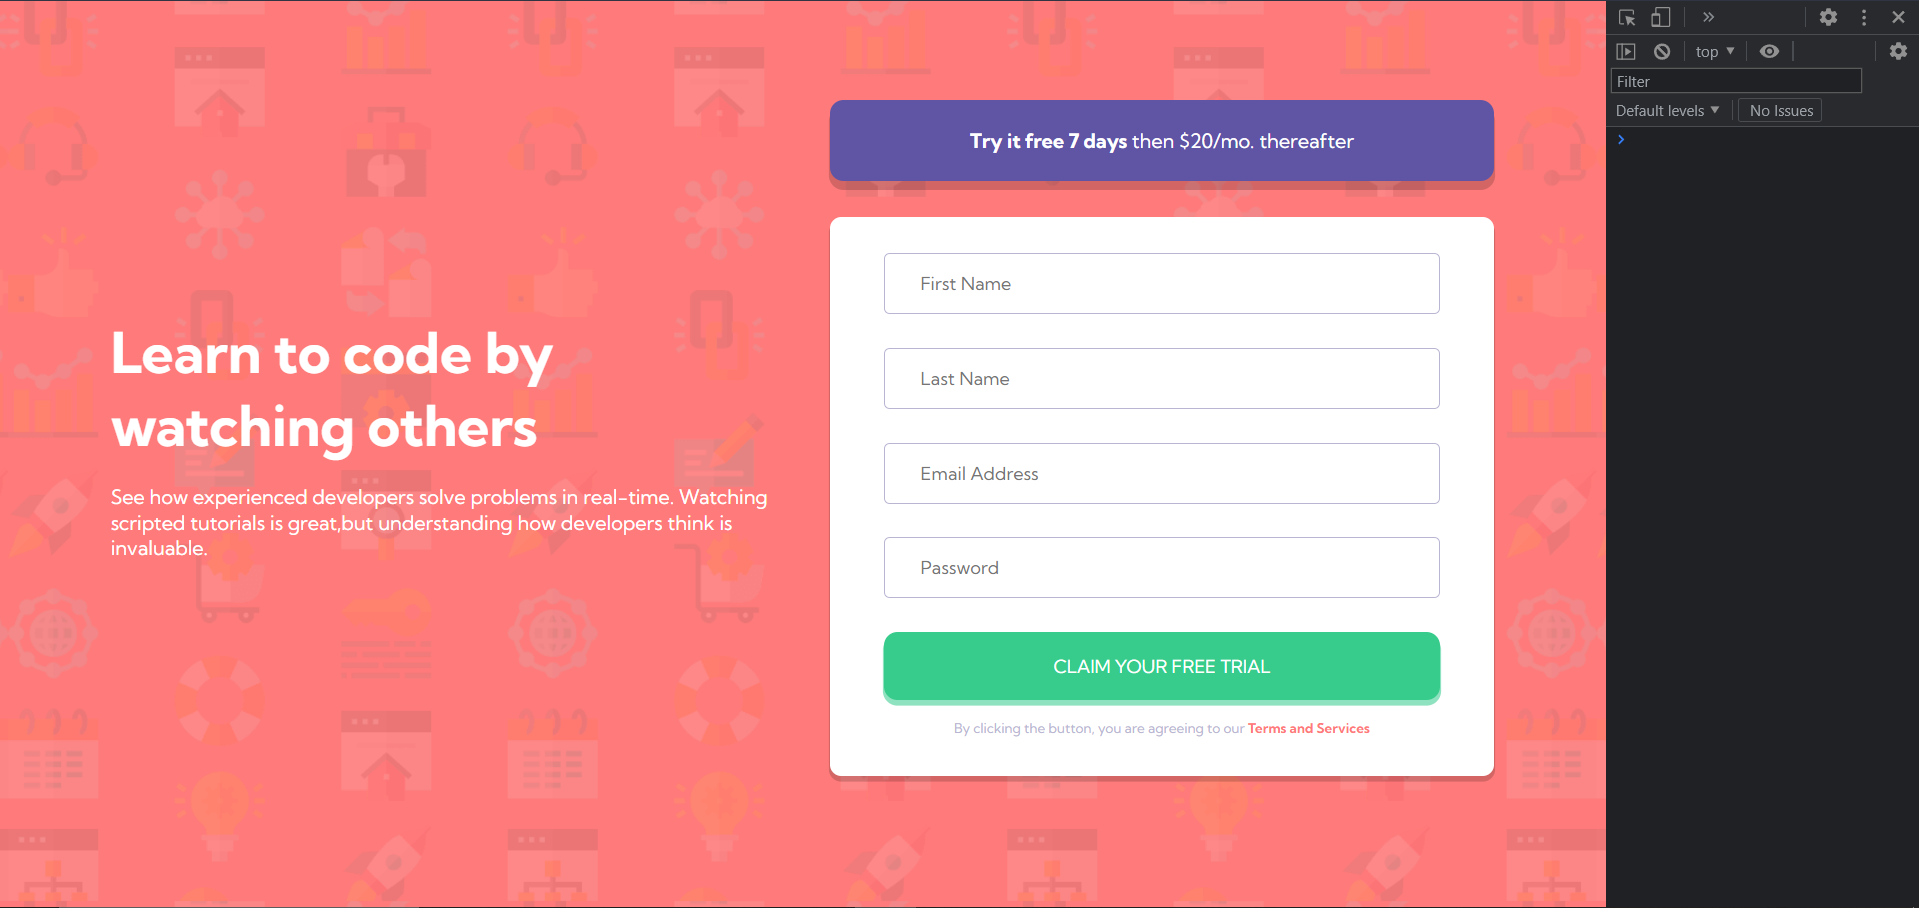 Learn to code by
watching others
See how experienced developers solve problems in real-time. Watching
scripted tutorials is great,but understanding how developers think is
invaluable.
Try it free 7 days then $20/mo. thereafter
First Name
Last Name
Email Address
Password
CLAIM YOUR FREE TRIAL
By clicking the button, you are agreeing to our Terms and Services
top
Filter
Default levels
No Issues